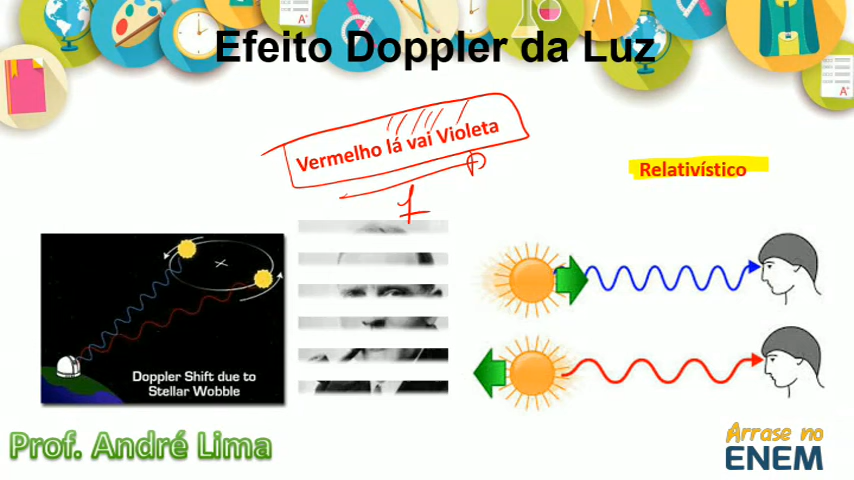 Efeito Doppler da Luz
Vermelho lá vai Violeta
f
Relativístico
Doppler Shift due to
Stellar Wobble
Prof. André Lima
Arrase no
ENEM
A+
A+